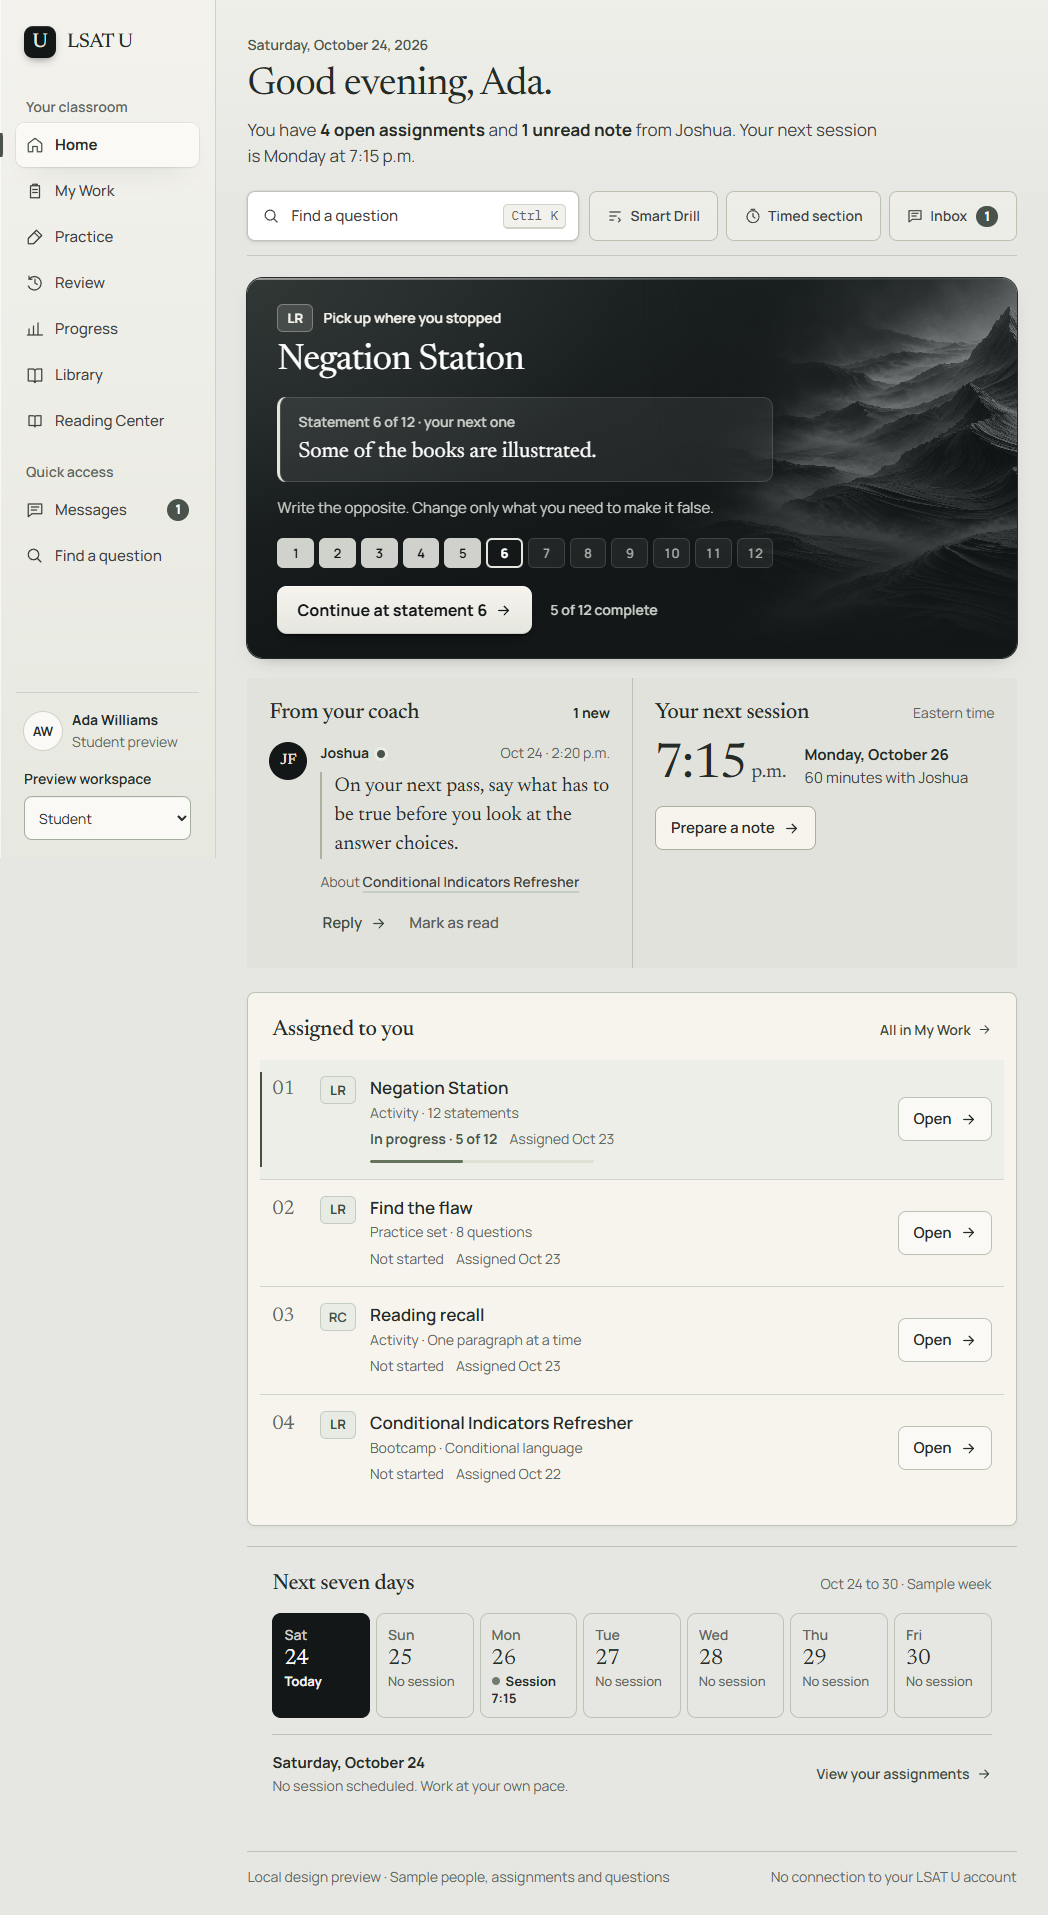 U LSAT U
Your classroom
Home
My Work
Practice
Review
Progress
Library
Reading Center
Quick access
Messages 1
Find a question
AW
Ada Williams
Student preview
Preview workspace
Student
Saturday, October 24, 2026
Good evening, Ada.
You have 4 open assignments and 1 unread note from Joshua. Your next session
is Monday at 7:15 p.m.
Find a question Ctrl K
Smart Drill
Timed section
Inbox 1
LR Pick up where you stopped
Negation Station
Statement 6 of 12 · your next one
Some of the books are illustrated.
Write the opposite. Change only what you need to make it false.
1 2 3 4 5 6 7 8 9 10 11 12
Continue at statement 6 →
5 of 12 complete
From your coach 1 new
JF
Joshua Oct 24 · 2:20 p.m.
On your next pass, say what has to
be true before you look at the
answer choices.
About Conditional Indicators Refresher
Reply → Mark as read
Your next session Eastern time
7:15 p.m.
Monday, October 26
60 minutes with Joshua
Prepare a note →
Assigned to you All in My Work →
01 LR Negation Station
Activity · 12 statements
In progress · 5 of 12 Assigned Oct 23
Open →
02 LR Find the flaw
Practice set · 8 questions
Not started Assigned Oct 23
Open →
03 RC Reading recall
Activity · One paragraph at a time
Not started Assigned Oct 23
Open →
04 LR Conditional Indicators Refresher
Bootcamp · Conditional language
Not started Assigned Oct 22
Open →
Next seven days Oct 24 to 30 · Sample week
Sat
24
Today
Sun
25
No session
Mon
26
Session
7:15
Tue
27
No session
Wed
28
No session
Thu
29
No session
Fri
30
No session
Saturday, October 24
No session scheduled. Work at your own pace.
View your assignments →
Local design preview · Sample people, assignments and questions
No connection to your LSAT U account